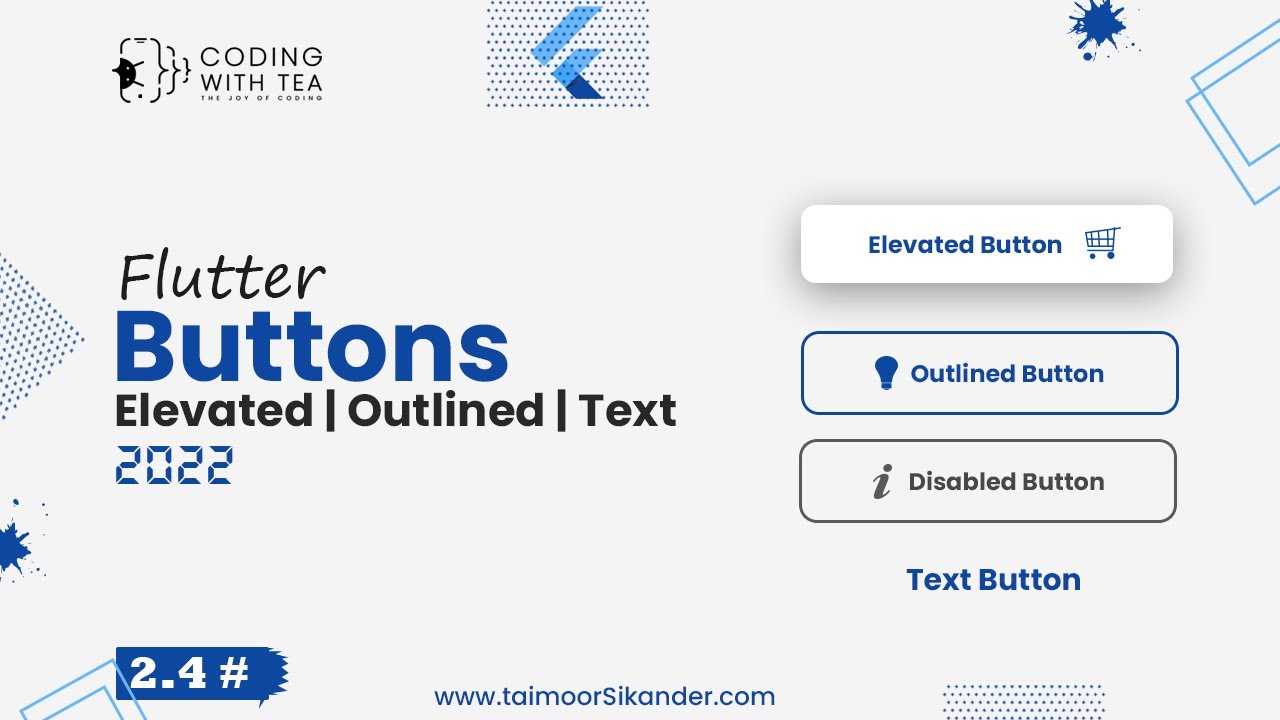 CODING
WITH TEA
THE JOY OF CODING
Flutter
Buttons
Elevated | Outlined | Text
2022
Elevated Button
Outlined Button
i Disabled Button
Text Button
2.4 #
www.taimoorSikander.com